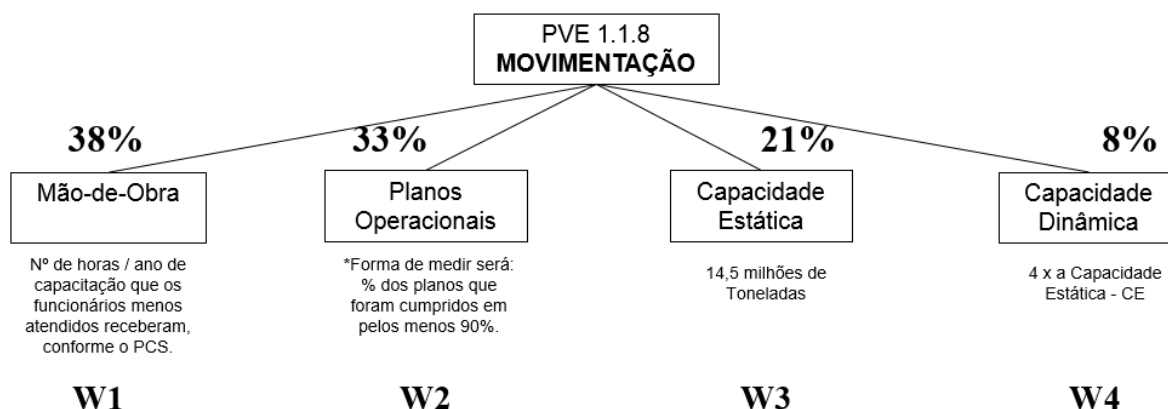 PVE 1.1.8
MOVIMENTAÇÃO
38%
33%
21%
8%
Mão-de-Obra
Planos
Operacionais
Capacidade
Estática
Capacidade
Dinâmica
Nº de horas / ano de
capacitação que os
funcionários menos
atendidos receberam,
conforme o PCS.
*Forma de medir será:
% dos planos que
foram cumpridos em
pelos menos 90%.
14,5 milhões de
Toneladas
4 x a Capacidade
Estática - CE
W1
W2
W3
W4